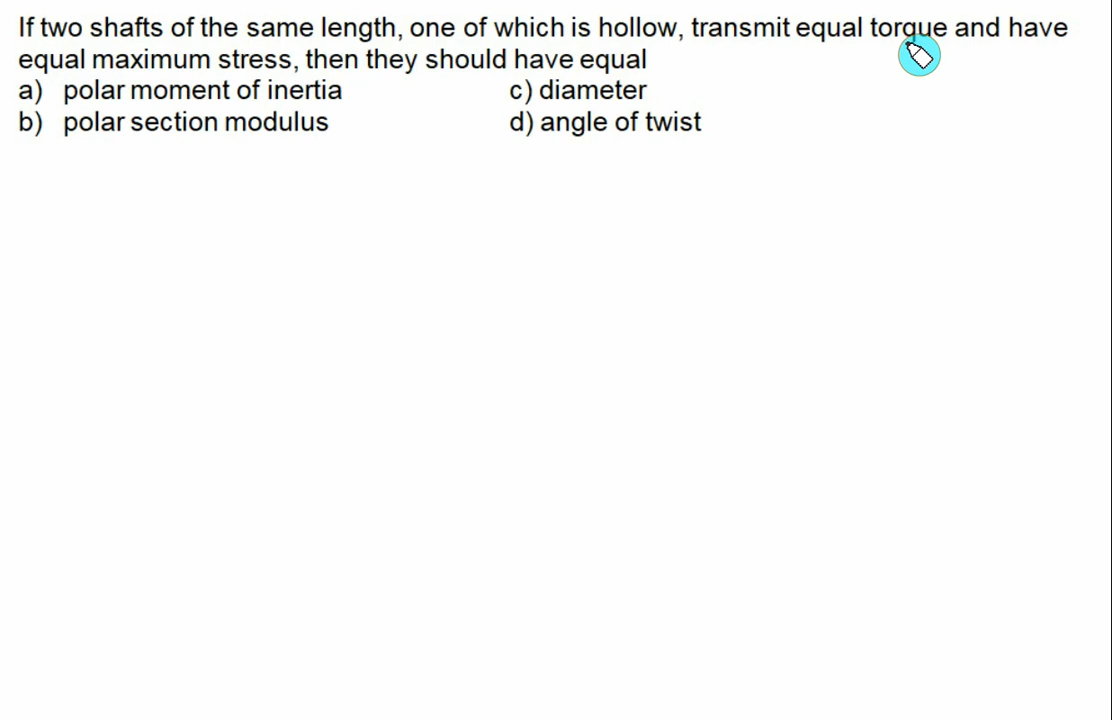 If two shafts of the same length, one of which is hollow, transmit equal torque and have
equal maximum stress, then they should have equal
a) polar moment of inertia c) diameter
b) polar section modulus d) angle of twist